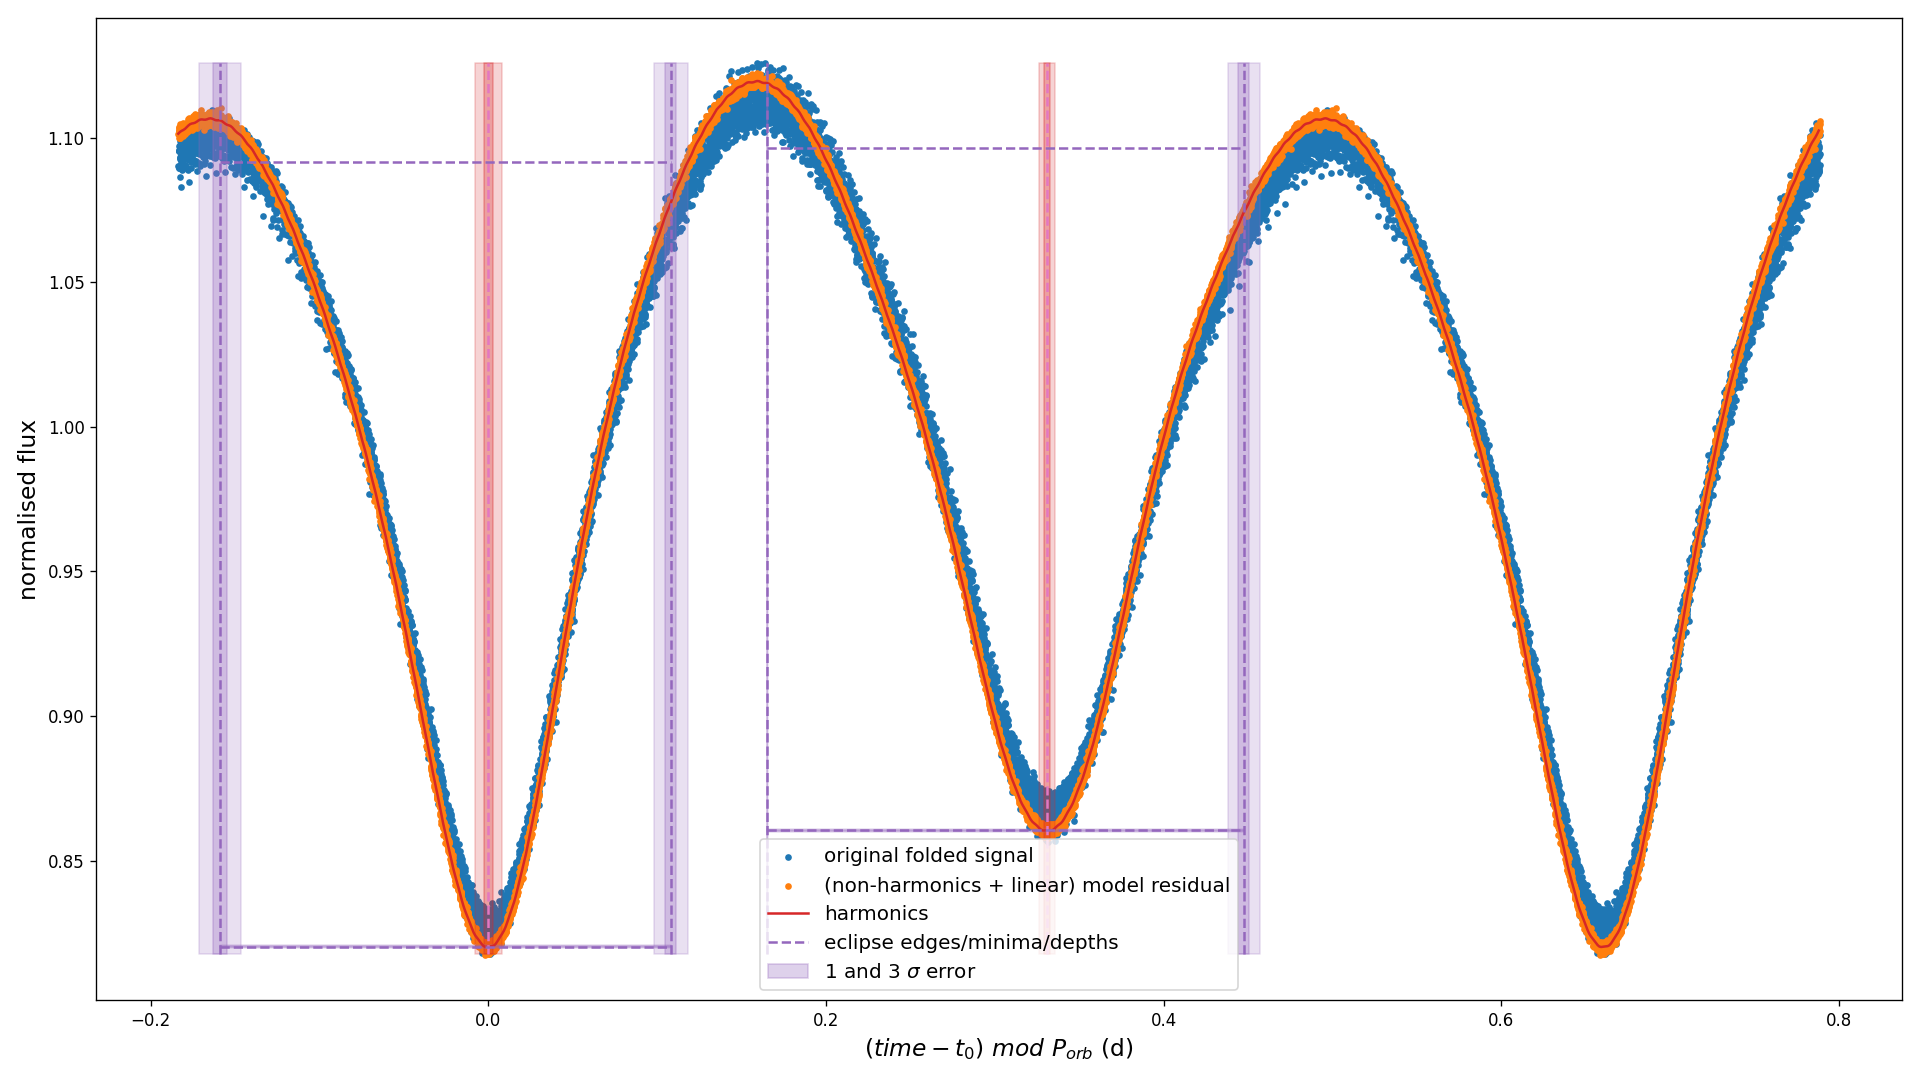 normalised flux
1.10
1.05
1.00
0.95
0.90
0.85
original folded signal
(non-harmonics + linear) model residual
harmonics
eclipse edges/minima/depths
1 and 3 σ error
−0.2 0.0 0.2 0.4 0.6 0.8
(time − t₀) mod Pₒᵣb (d)